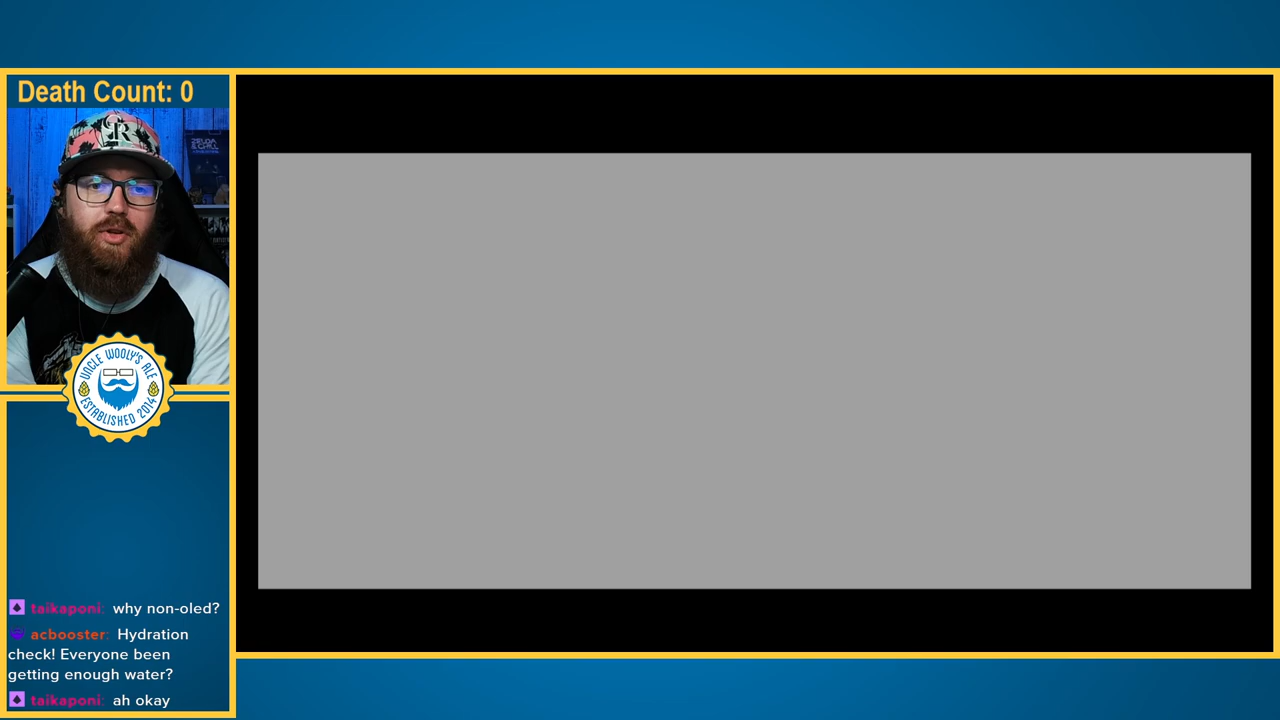 Death Count: 0
UNCLE WOOLY'S ALE
ESTABLISHED 2014
taikaponi: why non-oled?
acbooster: Hydration
check! Everyone been
getting enough water?
taikaponi: ah okay